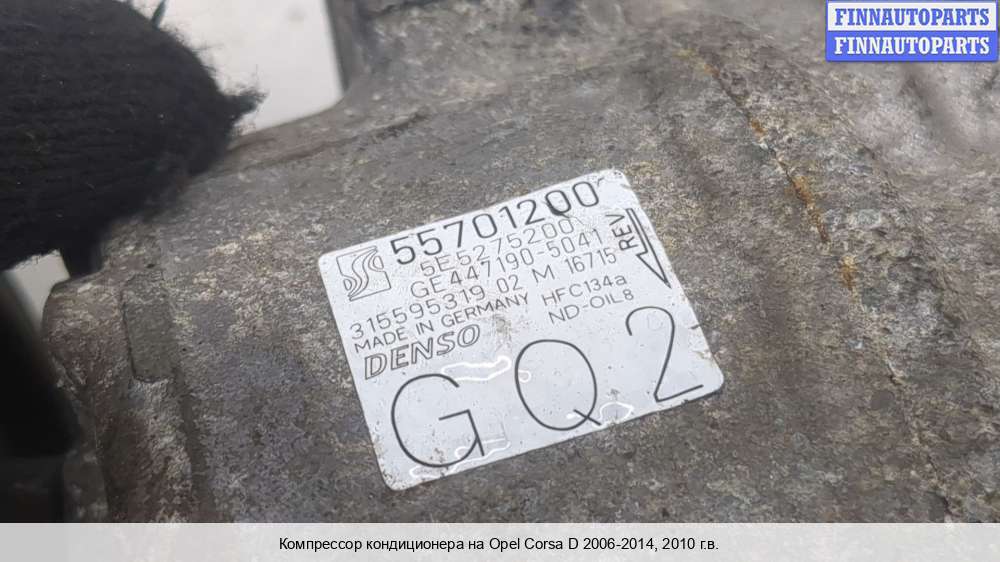 FINNAUTOPARTS
FINNAUTOPARTS
55701200
5E5275200
GE447190-5041
315595319 02 M 16715
MADE IN GERMANY HFC134a
DENSO ND-OIL8
REV
GQ2
Компрессор кондиционера на Opel Corsa D 2006-2014, 2010 г.в.